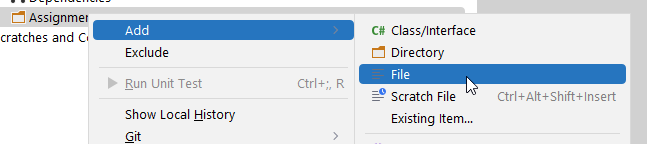 Dependencies
Assignmen
Scratches and Co
Add
Exclude
Run Unit Test Ctrl+;, R
Show Local History
Git
C# Class/Interface
Directory
File
Scratch File Ctrl+Alt+Shift+Insert
Existing Item...